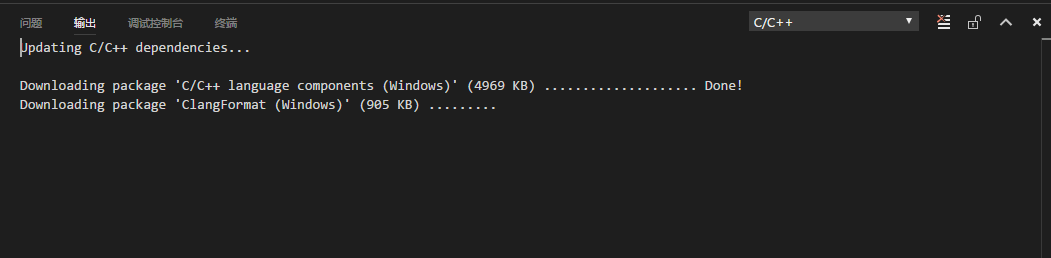 问题 输出 调试控制台 终端 C/C++
Updating C/C++ dependencies...
Downloading package 'C/C++ language components (Windows)' (4969 KB) .................... Done!
Downloading package 'ClangFormat (Windows)' (905 KB) .........